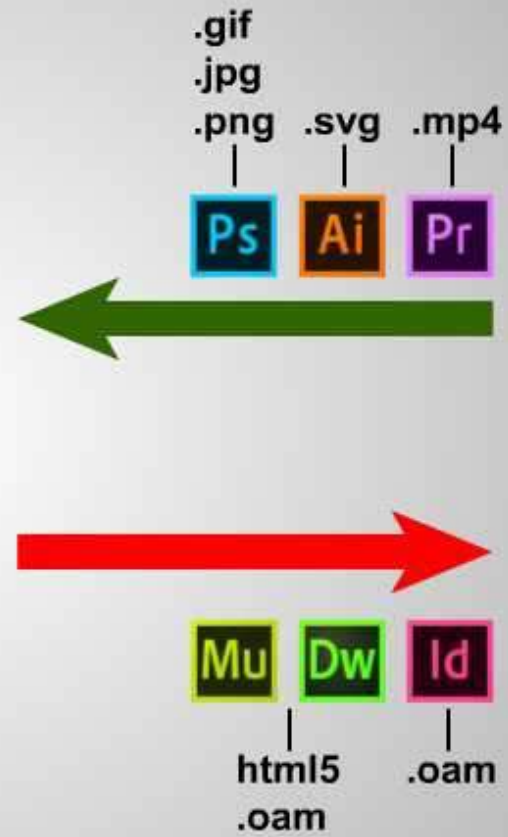 .gif
.jpg
.png .svg .mp4
Ps Ai Pr
Mu Dw Id
html5 .oam
.oam